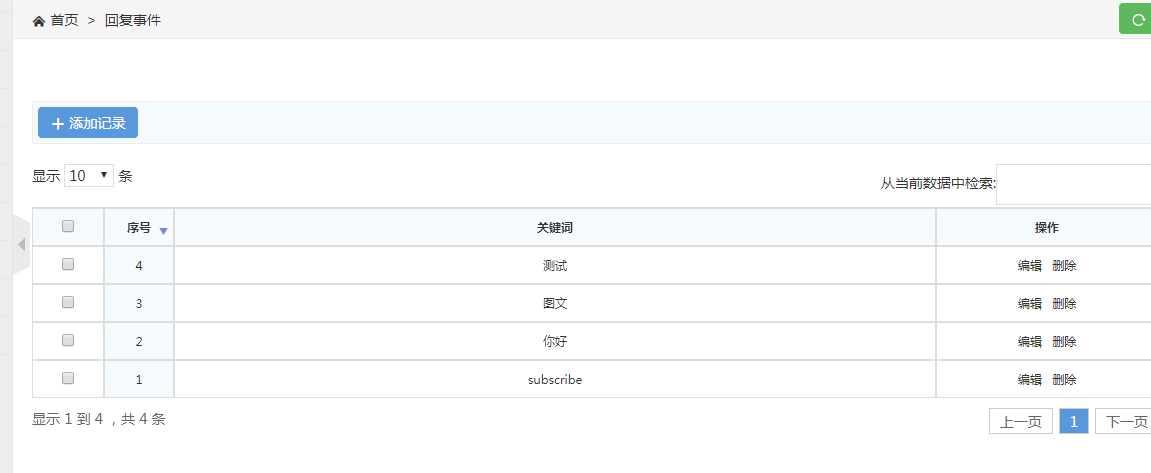 首页 > 回复事件
添加记录
显示 10 条
从当前数据中检索:
序号 关键词 操作
4 测试 编辑 删除
3 图文 编辑 删除
2 你好 编辑 删除
1 subscribe 编辑 删除
显示 1 到 4 ，共 4 条
上一页 1 下一页